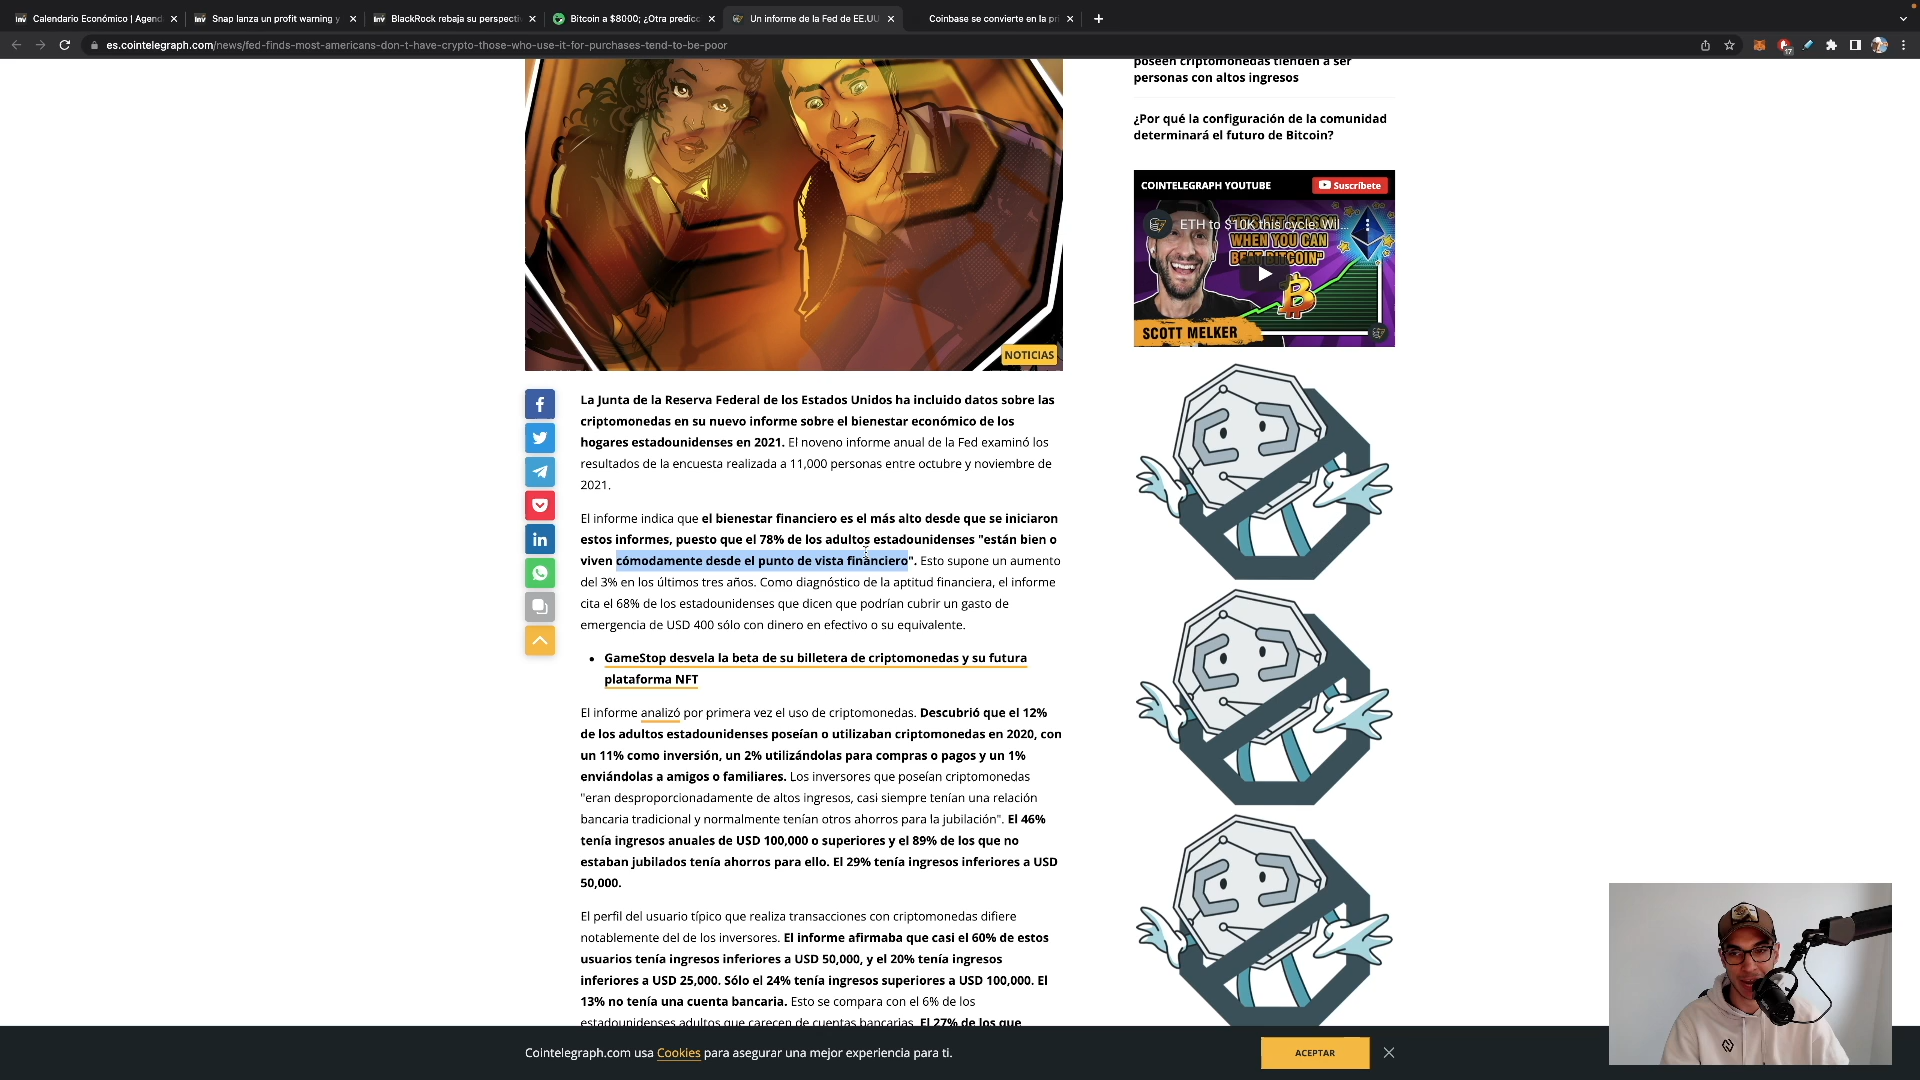 Calendario Económico | Agend
Snap lanza un profit warning y
BlackRock rebaja su perspectiv
Bitcoin a $8000; ¿Otra predicc
Un informe de la Fed de EE.UU
Coinbase se convierte en la pri
es.cointelegraph.com/news/fed-finds-most-americans-don-t-have-crypto-those-who-use-it-for-purchases-tend-to-be-poor
NOTICIAS
La Junta de la Reserva Federal de los Estados Unidos ha incluido datos sobre las
criptomonedas en su nuevo informe sobre el bienestar económico de los
hogares estadounidenses en 2021. El noveno informe anual de la Fed examinó los
resultados de la encuesta realizada a 11,000 personas entre octubre y noviembre de
2021.
El informe indica que el bienestar financiero es el más alto desde que se iniciaron
estos informes, puesto que el 78% de los adultos estadounidenses "están bien o
viven cómodamente desde el punto de vista financiero". Esto supone un aumento
del 3% en los últimos tres años. Como diagnóstico de la aptitud financiera, el informe
cita el 68% de los estadounidenses que dicen que podrían cubrir un gasto de
emergencia de USD 400 sólo con dinero en efectivo o su equivalente.
• GameStop desvela la beta de su billetera de criptomonedas y su futura
plataforma NFT
El informe analizó por primera vez el uso de criptomonedas. Descubrió que el 12%
de los adultos estadounidenses poseían o utilizaban criptomonedas en 2020, con
un 11% como inversión, un 2% utilizándolas para compras o pagos y un 1%
enviándolas a amigos o familiares. Los inversores que poseían criptomonedas
"eran desproporcionadamente de altos ingresos, casi siempre tenían una relación
bancaria tradicional y normalmente tenían otros ahorros para la jubilación". El 46%
tenía ingresos anuales de USD 100,000 o superiores y el 89% de los que no
estaban jubilados tenía ahorros para ello. El 29% tenía ingresos inferiores a USD
50,000.
El perfil del usuario típico que realiza transacciones con criptomonedas difiere
notablemente del de los inversores. El informe afirmaba que casi el 60% de estos
usuarios tenía ingresos inferiores a USD 50,000, y el 20% tenía ingresos
inferiores a USD 25,000. Sólo el 24% tenía ingresos superiores a USD 100,000. El
13% no tenía una cuenta bancaria. Esto se compara con el 6% de los
estadounidenses adultos que carecen de cuentas bancarias. El 27% de los que
poseen criptomonedas tienden a ser
personas con altos ingresos
¿Por qué la configuración de la comunidad
determinará el futuro de Bitcoin?
COINTELEGRAPH YOUTUBE
Suscríbete
ETH to $10K this cycle: Wil...
WHEN YOU CAN
BEAT BITCOIN"
SCOTT MELKER
Cointelegraph.com usa Cookies para asegurar una mejor experiencia para ti.
ACEPTAR